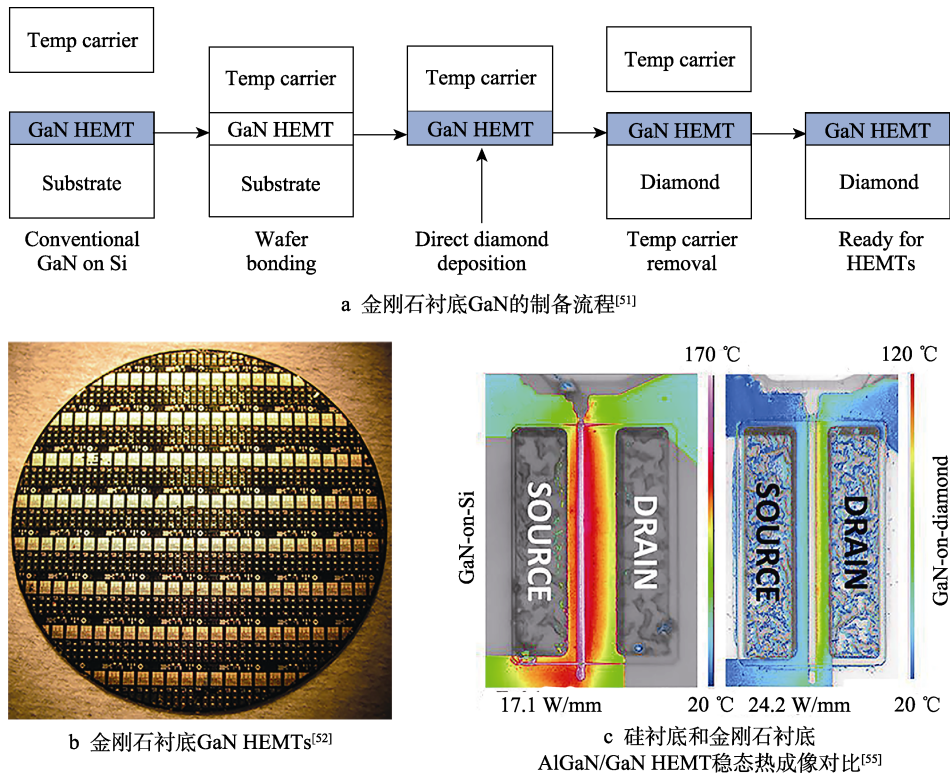 Temp carrier
GaN HEMT
Substrate
Conventional
GaN on Si
Temp carrier
GaN HEMT
Substrate
Wafer
bonding
Temp carrier
GaN HEMT
Direct diamond
deposition
Temp carrier
GaN HEMT
Diamond
Temp carrier
removal
GaN HEMT
Diamond
Ready for
HEMTs
a 金刚石衬底GaN的制备流程[51]
b 金刚石衬底GaN HEMTs[52]
GaN-on-Si
SOURCE
DRAIN
170 ℃
20 ℃
17.1 W/mm
SOURCE
DRAIN
120 ℃
20 ℃
24.2 W/mm
GaN-on-diamond
c 硅衬底和金刚石衬底
AlGaN/GaN HEMT稳态热成像对比[55]